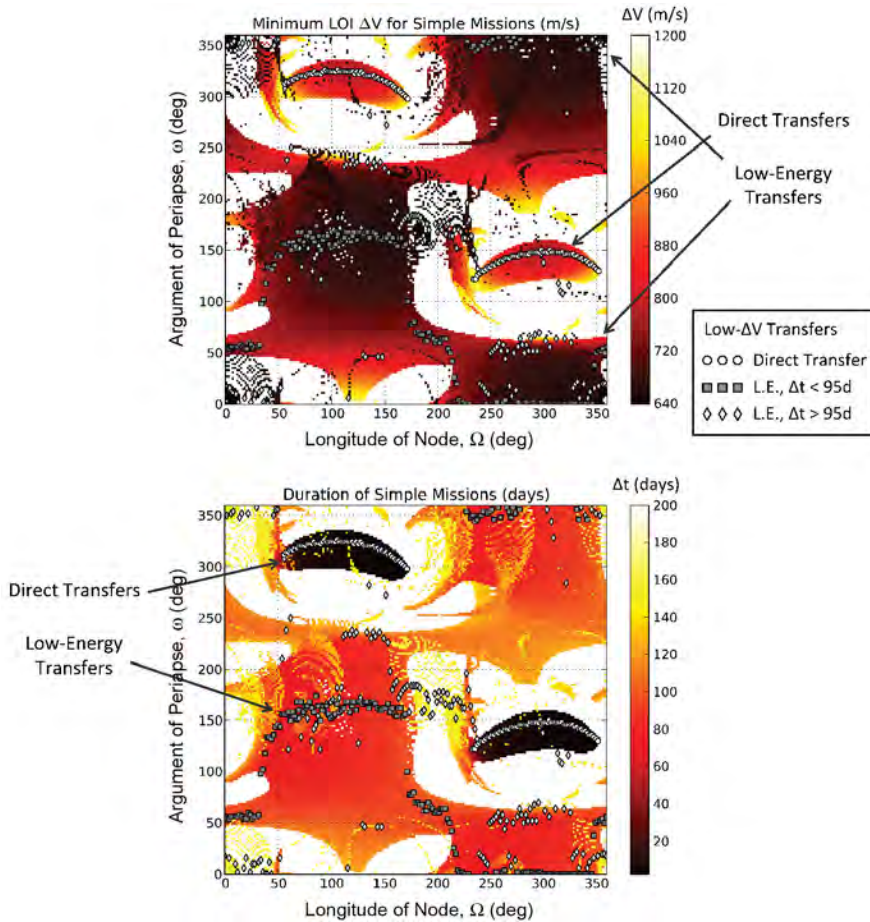 Minimum LOI ΔV for Simple Missions (m/s)
ΔV (m/s)
350
300
250
200
150
100
50
0
Argument of Periapse, ω (deg)
0 50 100 150 200 250 300 350
Longitude of Node, Ω (deg)
1200
1120
1040
960
880
800
720
640
Direct Transfers
Low-Energy
Transfers
Low-ΔV Transfers
Direct Transfer
L.E., Δt < 95d
L.E., Δt > 95d
Duration of Simple Missions (days)
Δt (days)
350
300
250
200
150
100
50
0
Argument of Periapse, ω (deg)
0 50 100 150 200 250 300 350
Longitude of Node, Ω (deg)
200
180
160
140
120
100
80
60
40
20
Direct Transfers
Low-Energy
Transfers